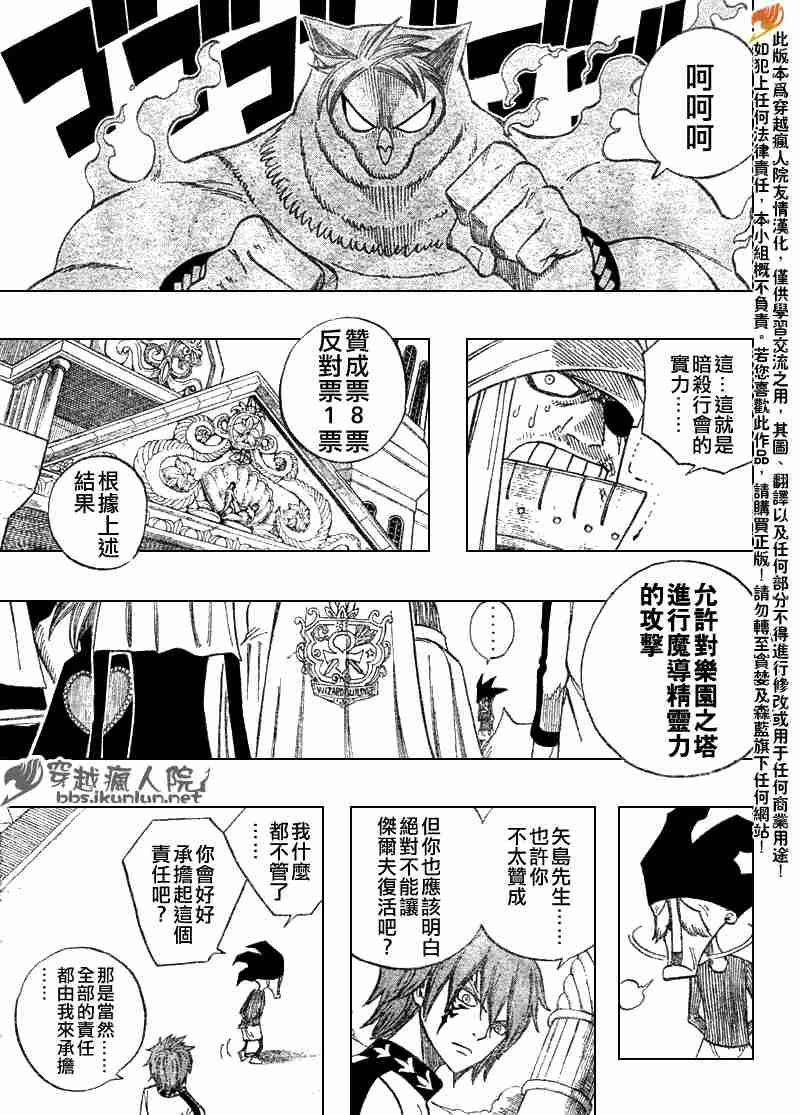 ゴゴゴゴゴゴ
呵呵呵
這…這就是
暗殺行會的
實力……
贊成票8票
反對票1票
根據上述
結果
允許對樂園之塔
進行魔導精靈力
的攻擊
……
WIZARD GUILD
矢島先生…
也許你
不太贊成
但你也應該明白
絕對不能讓
傑爾夫復活吧?
我什麼
都不管了
……
你會好好
承擔起這個
責任吧?
那是當然……
全部的責任
都由我來承擔
……
穿越瘋人院
bbs.ikunlun.net
此版本爲穿越瘋人院友情漢化,僅供學習交流之用,其圖、翻譯以及任何部分不得進行修改或用于任何商業用途!
如犯上任何法律責任,本小組概不負責。若您喜歡此作品,請購買正版!請勿轉至貪婪及森藍旗下任何網站!